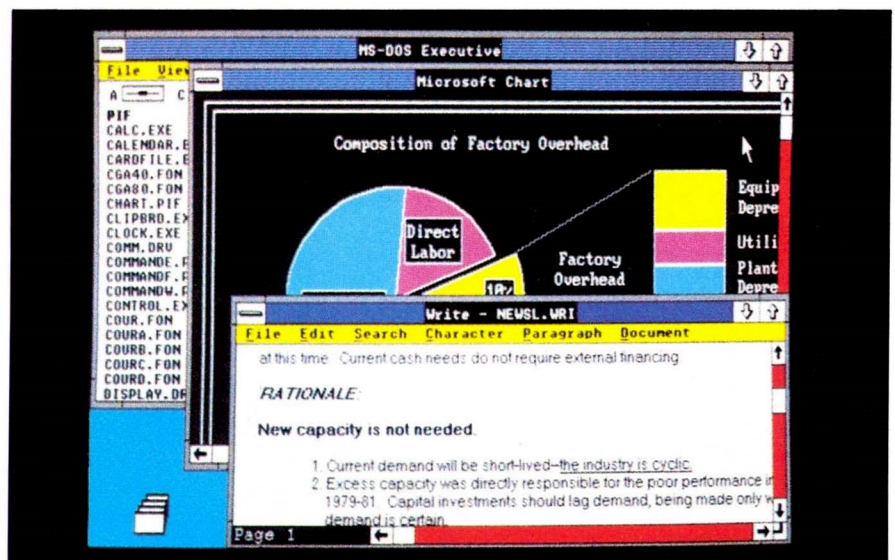 MS-DOS Executive
File View
A C
PIF
CALC.EXE
CALENDAR.E
CARDFILE.E
CGA40.FON
CGA80.FON
CHART.PIF
CLIPBRD.EX
CLOCK.EXE
COMM.DRV
COMMANDE.
COMMANDF.
COMMANDW.
CONTROL.EX
COUR.FON
COURA.FON
COURB.FON
COURC.FON
COURD.FON
DISPLAY.DR
Microsoft Chart
Composition of Factory Overhead
Direct
Labor
10%
Factory
Overhead
Equip
Depre
Utili
Plant
Depre
Write - NEWSL.WRI
File Edit Search Character Paragraph Document
at this time. Current cash needs do not require external financing.
RATIONALE:
New capacity is not needed.
1. Current demand will be short-lived--the industry is cyclic.
2. Excess capacity was directly responsible for the poor performance in
1979-81. Capital investments should lag demand, being made only w
demand is certain.
Page 1